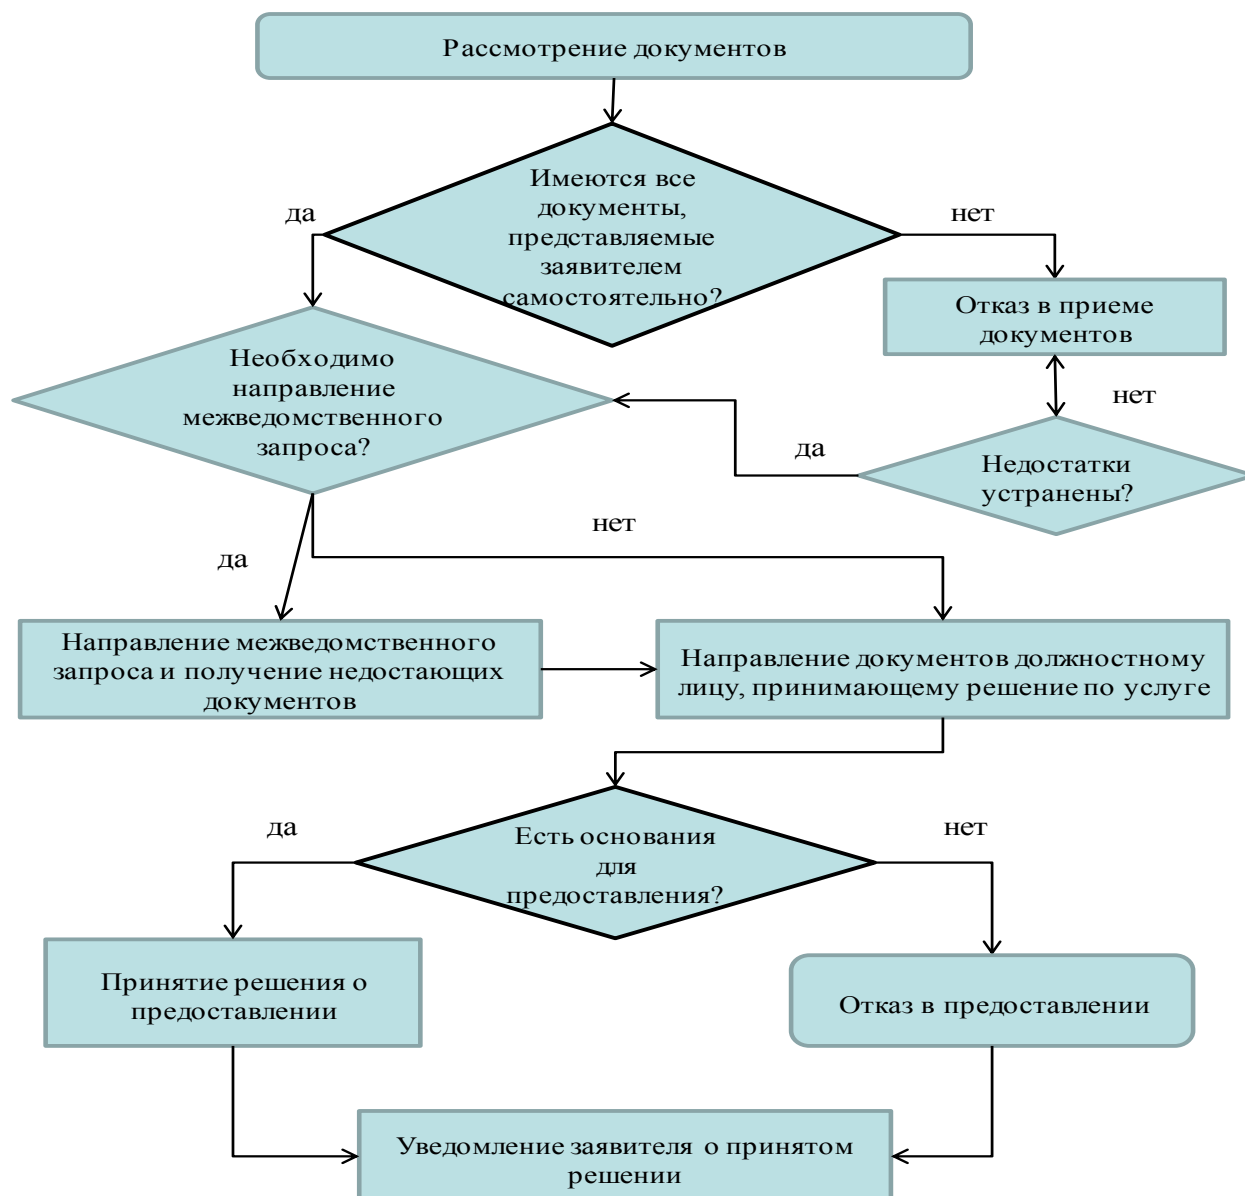 Рассмотрение документов
Имеются все
документы,
представляемые
заявителем
самостоятельно?
да
нет
Отказ в приеме
документов
Необходимо
направление
межведомственного
запроса?
нет
да
Недостатки
устранены?
нет
да
Направление межведомственного
запроса и получение недостающих
документов
Направление документов должностному
лицу, принимающему решение по услуге
да
нет
Есть основания
для
предоставления?
Принятие решения о
предоставлении
Отказ в предоставлении
Уведомление заявителя о принятом
решении